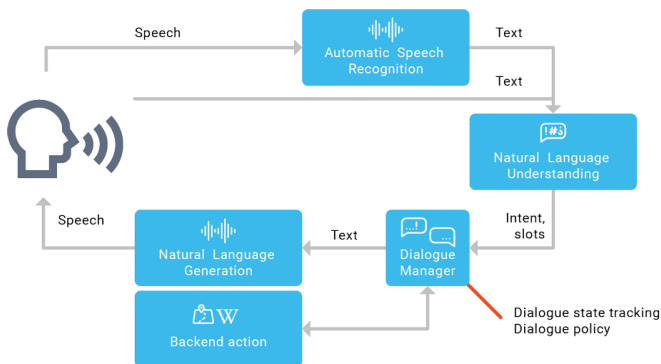 Speech
Automatic Speech
Recognition
Text
Text
!#?
Natural Language
Understanding
Intent,
slots
Speech
Natural Language
Generation
Text
...!
...
Dialogue
Manager
W
Backend action
Dialogue state tracking
Dialogue policy